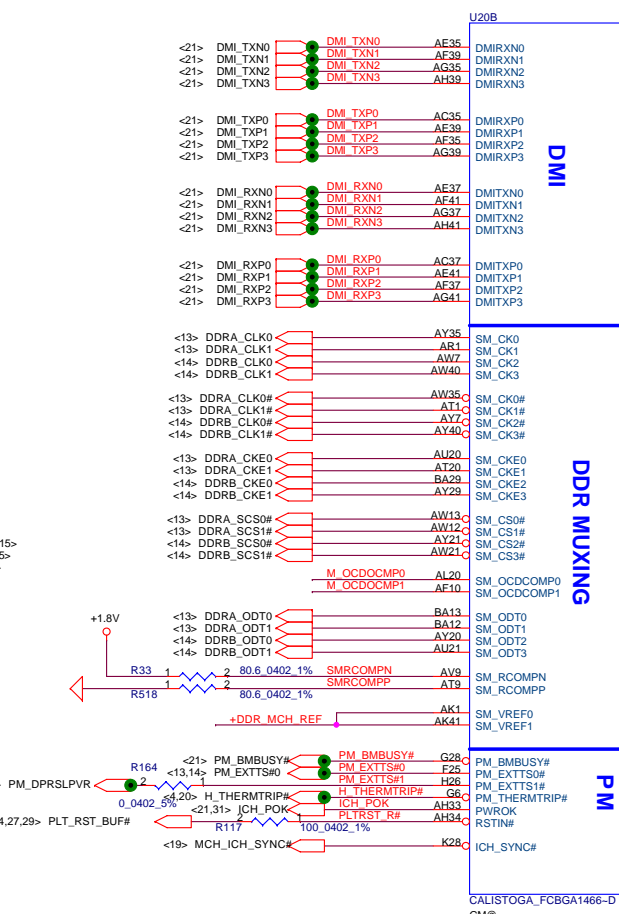 U20B
<21> DMI_TXN0 DMI_TXN0 AE35 DMIRXN0
<21> DMI_TXN1 DMI_TXN1 AF39 DMIRXN1
<21> DMI_TXN2 DMI_TXN2 AG35 DMIRXN2
<21> DMI_TXN3 DMI_TXN3 AH39 DMIRXN3
<21> DMI_TXP0 DMI_TXP0 AC35 DMIRXP0
<21> DMI_TXP1 DMI_TXP1 AE39 DMIRXP1
<21> DMI_TXP2 DMI_TXP2 AF35 DMIRXP2
<21> DMI_TXP3 DMI_TXP3 AG39 DMIRXP3
DMI
<21> DMI_RXN0 DMI_RXN0 AE37 DMITXN0
<21> DMI_RXN1 DMI_RXN1 AF41 DMITXN1
<21> DMI_RXN2 DMI_RXN2 AG37 DMITXN2
<21> DMI_RXN3 DMI_RXN3 AH41 DMITXN3
<21> DMI_RXP0 DMI_RXP0 AC37 DMITXP0
<21> DMI_RXP1 DMI_RXP1 AE41 DMITXP1
<21> DMI_RXP2 DMI_RXP2 AF37 DMITXP2
<21> DMI_RXP3 DMI_RXP3 AG41 DMITXP3
<13> DDRA_CLK0 AY35 SM_CK0
<13> DDRA_CLK1 AR1 SM_CK1
<14> DDRB_CLK0 AW7 SM_CK2
<14> DDRB_CLK1 AW40 SM_CK3
<13> DDRA_CLK0# AW35 SM_CK0#
<13> DDRA_CLK1# AT1 SM_CK1#
<14> DDRB_CLK0# AY7 SM_CK2#
<14> DDRB_CLK1# AY40 SM_CK3#
<13> DDRA_CKE0 AU20 SM_CKE0
<13> DDRA_CKE1 AT20 SM_CKE1
<14> DDRB_CKE0 BA29 SM_CKE2
<14> DDRB_CKE1 AY29 SM_CKE3
DDR MUXING
<13> DDRA_SCS0# AW13 SM_CS0#
<13> DDRA_SCS1# AW12 SM_CS1#
<14> DDRB_SCS0# AY21 SM_CS2#
<14> DDRB_SCS1# AW21 SM_CS3#
15>
5>
M_OCDOCMP0 AL20 SM_OCDCOMP0
M_OCDOCMP1 AF10 SM_OCDCOMP1
+1.8V
<13> DDRA_ODT0 BA13 SM_ODT0
<13> DDRA_ODT1 BA12 SM_ODT1
<14> DDRB_ODT0 AY20 SM_ODT2
<14> DDRB_ODT1 AU21 SM_ODT3
R33 1 2 80.6_0402_1% SMRCOMPN AV9 SM_RCOMPN
R518 1 2 80.6_0402_1% SMRCOMPP AT9 SM_RCOMPP
AK1 SM_VREF0
+DDR_MCH_REF AK41 SM_VREF1
<21> PM_BMBUSY# PM_BMBUSY# G28 PM_BMBUSY#
<13,14> PM_EXTTS#0 PM_EXTTS#0 F25 PM_EXTTS0#
> PM_DPRSLPVR R164 2 1 0_0402_5% PM_EXTTS#1 H26 PM_EXTTS1#
<4,20> H_THERMTRIP# H_THERMTRIP# G6 PM_THERMTRIP#
<21,31> ICH_POK ICH_POK AH33 PWROK
4,27,29> PLT_RST_BUF# R117 2 1 100_0402_1% PLTRST_R# AH34 RSTIN#
<19> MCH_ICH_SYNC# K28 ICH_SYNC#
PM
CALISTOGA_FCBGA1466~D